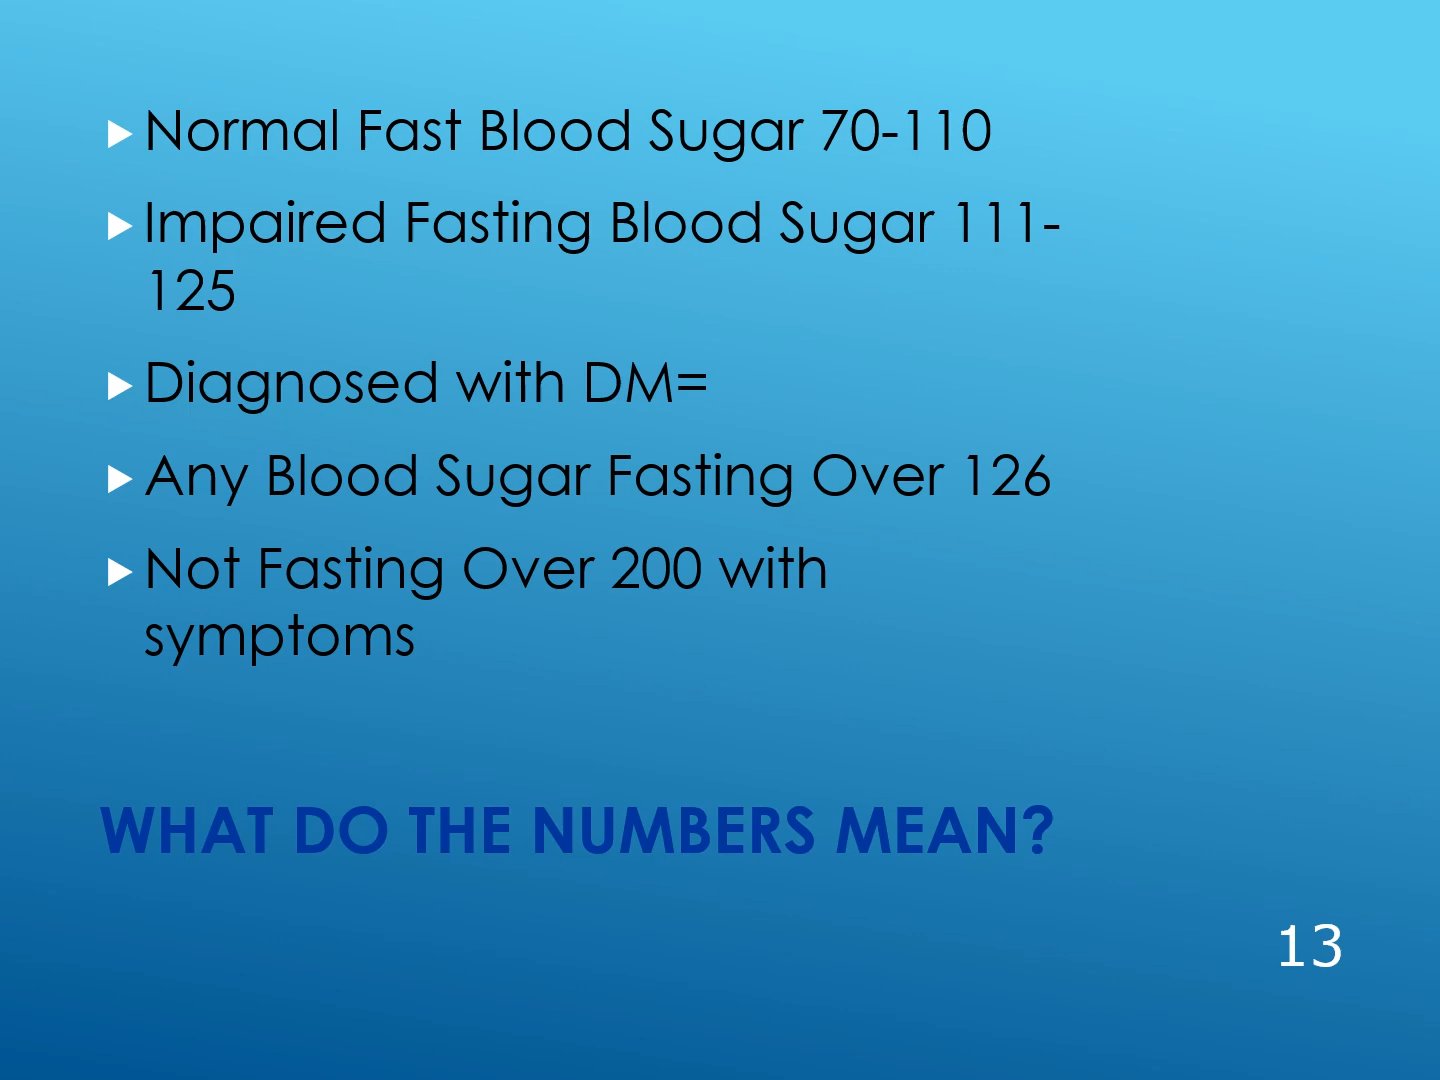 Normal Fast Blood Sugar 70-110
Impaired Fasting Blood Sugar 111-
125
Diagnosed with DM=
Any Blood Sugar Fasting Over 126
Not Fasting Over 200 with
symptoms
WHAT DO THE NUMBERS MEAN?
13